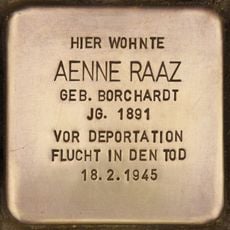 HIER WOHNTE
AENNE RAAZ
GEB. BORCHARDT
JG. 1891
VOR DEPORTATION
FLUCHT IN DEN TOD
18.2.1945